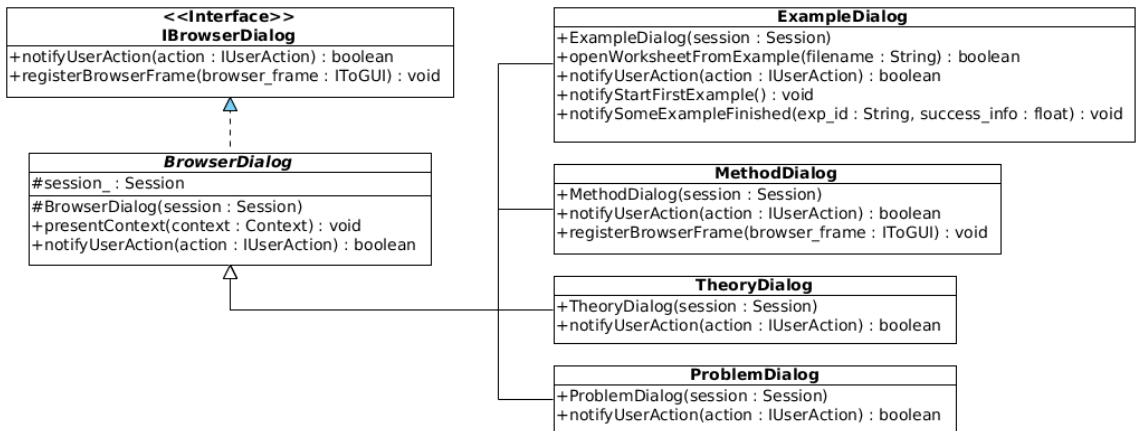 <<Interface>>
IBrowserDialog
+notifyUserAction(action : IUserAction) : boolean
+registerBrowserFrame(browser_frame : IToGUI) : void
BrowserDialog
#session_ : Session
#BrowserDialog(session : Session)
+presentContext(context : Context) : void
+notifyUserAction(action : IUserAction) : boolean
ExampleDialog
+ExampleDialog(session : Session)
+openWorksheetFromExample(filename : String) : boolean
+notifyUserAction(action : IUserAction) : boolean
+notifyStartFirstExample() : void
+notifySomeExampleFinished(exp_id : String, success_info : float) : void
MethodDialog
+MethodDialog(session : Session)
+notifyUserAction(action : IUserAction) : boolean
+registerBrowserFrame(browser_frame : IToGUI) : void
TheoryDialog
+TheoryDialog(session : Session)
+notifyUserAction(action : IUserAction) : boolean
ProblemDialog
+ProblemDialog(session : Session)
+notifyUserAction(action : IUserAction) : boolean